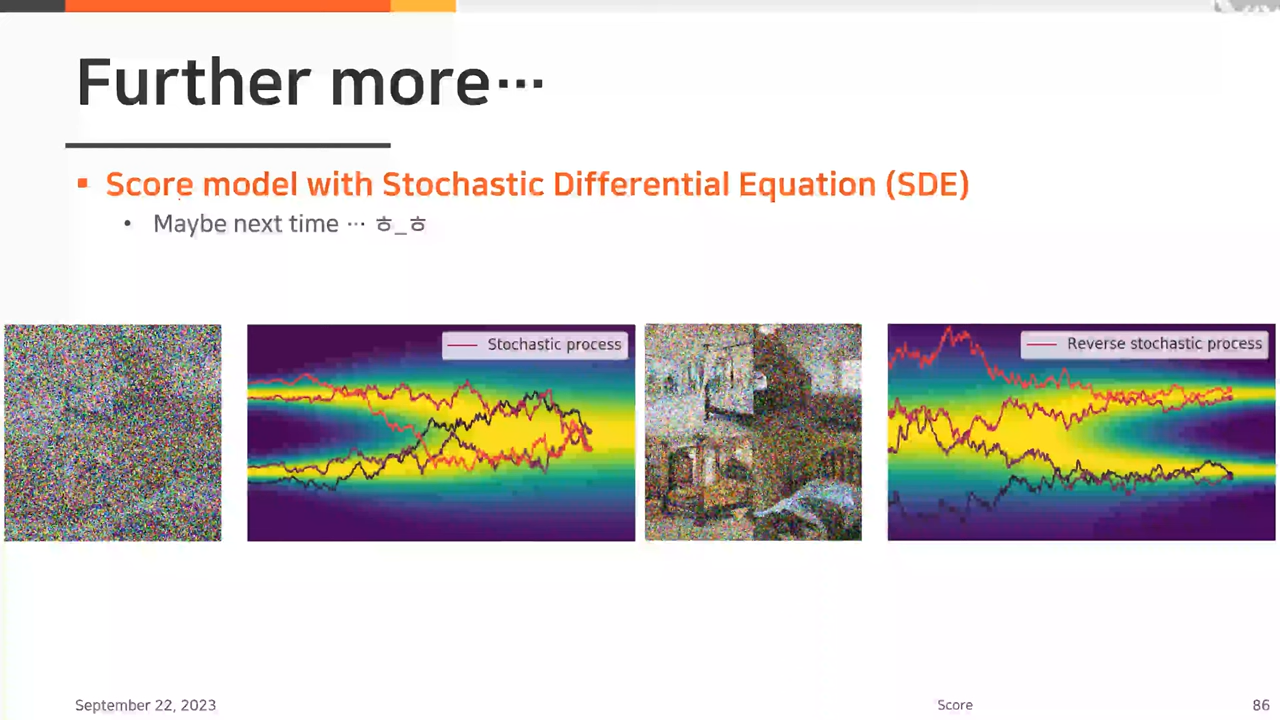 Further more⋯
▪ Score model with Stochastic Differential Equation (SDE)
• Maybe next time ⋯ ㅎ_ㅎ
Stochastic process
Reverse stochastic process
September 22, 2023
Score
86